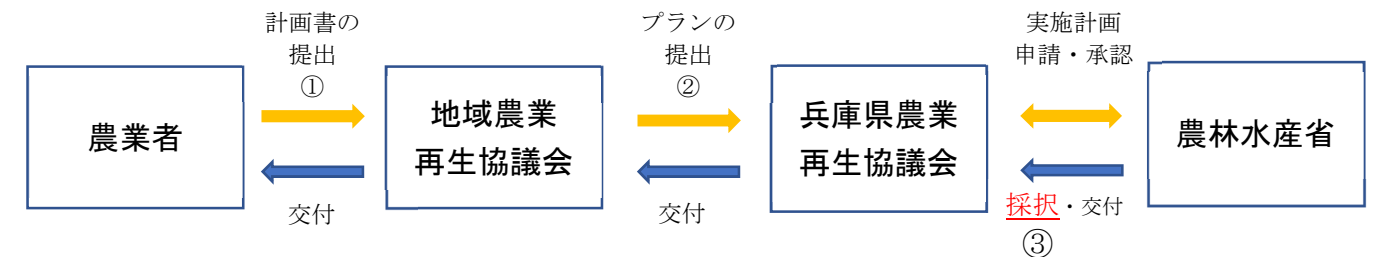 計画書の
提出
①
プランの
提出
②
実施計画
申請・承認
農業者
地域農業
再生協議会
兵庫県農業
再生協議会
農林水産省
交付
交付
採択・交付
③